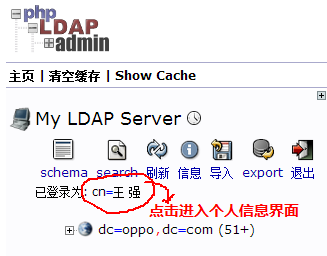 php
LDAP
admin
主页 | 清空缓存 | Show Cache
My LDAP Server
schema search 刷新 信息 导入 export 退出
已登录为: cn=王 强
点击进入个人信息界面
dc=oppo,dc=com (51+)